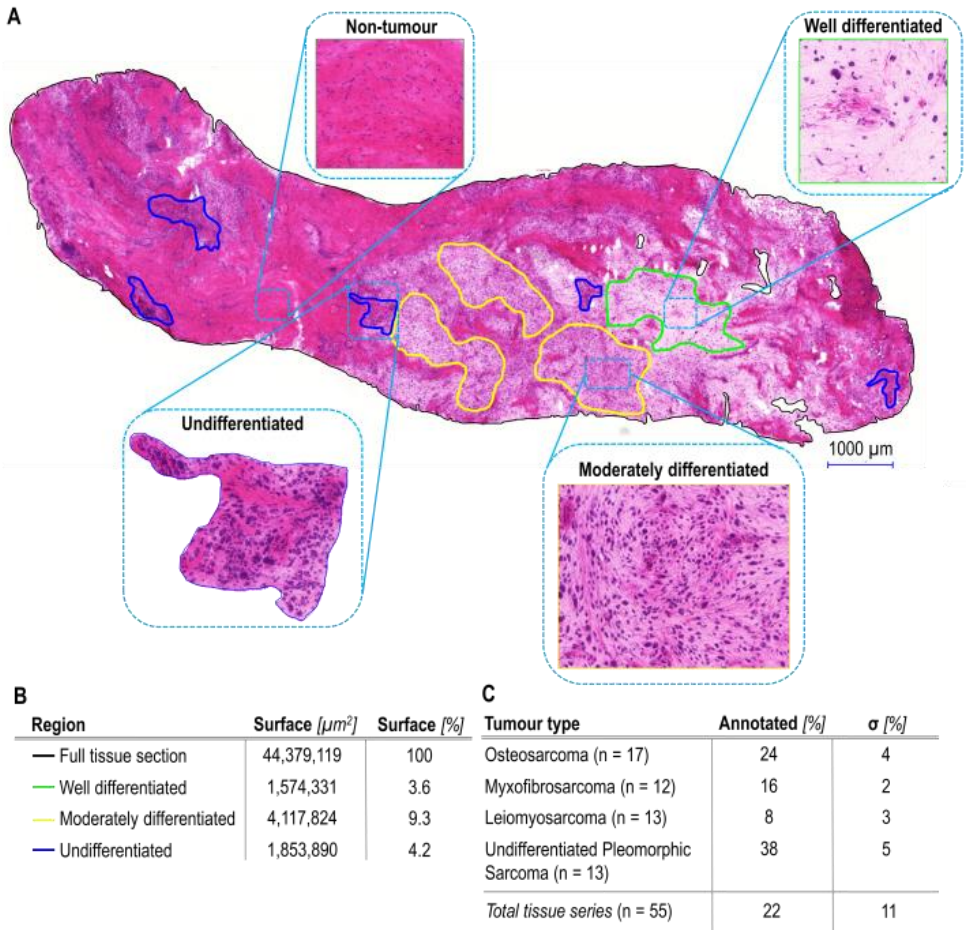 A
Non-tumour
Well differentiated
Undifferentiated
Moderately differentiated
1000 µm
B
Region Surface [µm²] Surface [%]
Full tissue section 44,379,119 100
Well differentiated 1,574,331 3.6
Moderately differentiated 4,117,824 9.3
Undifferentiated 1,853,890 4.2
C
Tumour type Annotated [%] σ [%]
Osteosarcoma (n = 17) 24 4
Myxofibrosarcoma (n = 12) 16 2
Leiomyosarcoma (n = 13) 8 3
Undifferentiated Pleomorphic 38 5
Sarcoma (n = 13)
Total tissue series (n = 55) 22 11